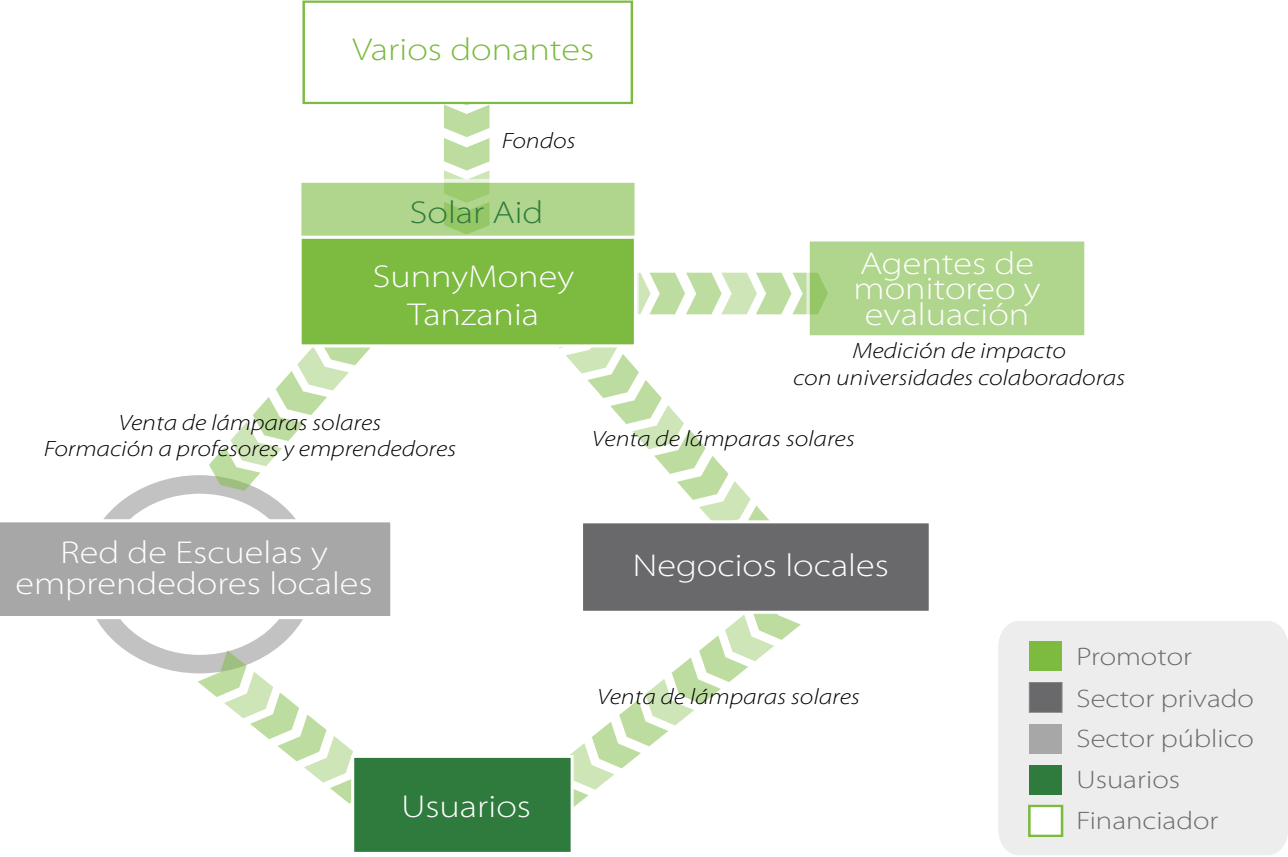 Varios donantes
Fondos
Solar Aid
SunnyMoney
Tanzania
Agentes de
monitoreo y
evaluación
Medición de impacto
con universidades colaboradoras
Venta de lámparas solares
Formación a profesores y emprendedores
Venta de lámparas solares
Red de Escuelas y
emprendedores locales
Negocios locales
Venta de lámparas solares
Usuarios
Promotor
Sector privado
Sector público
Usuarios
Financiador